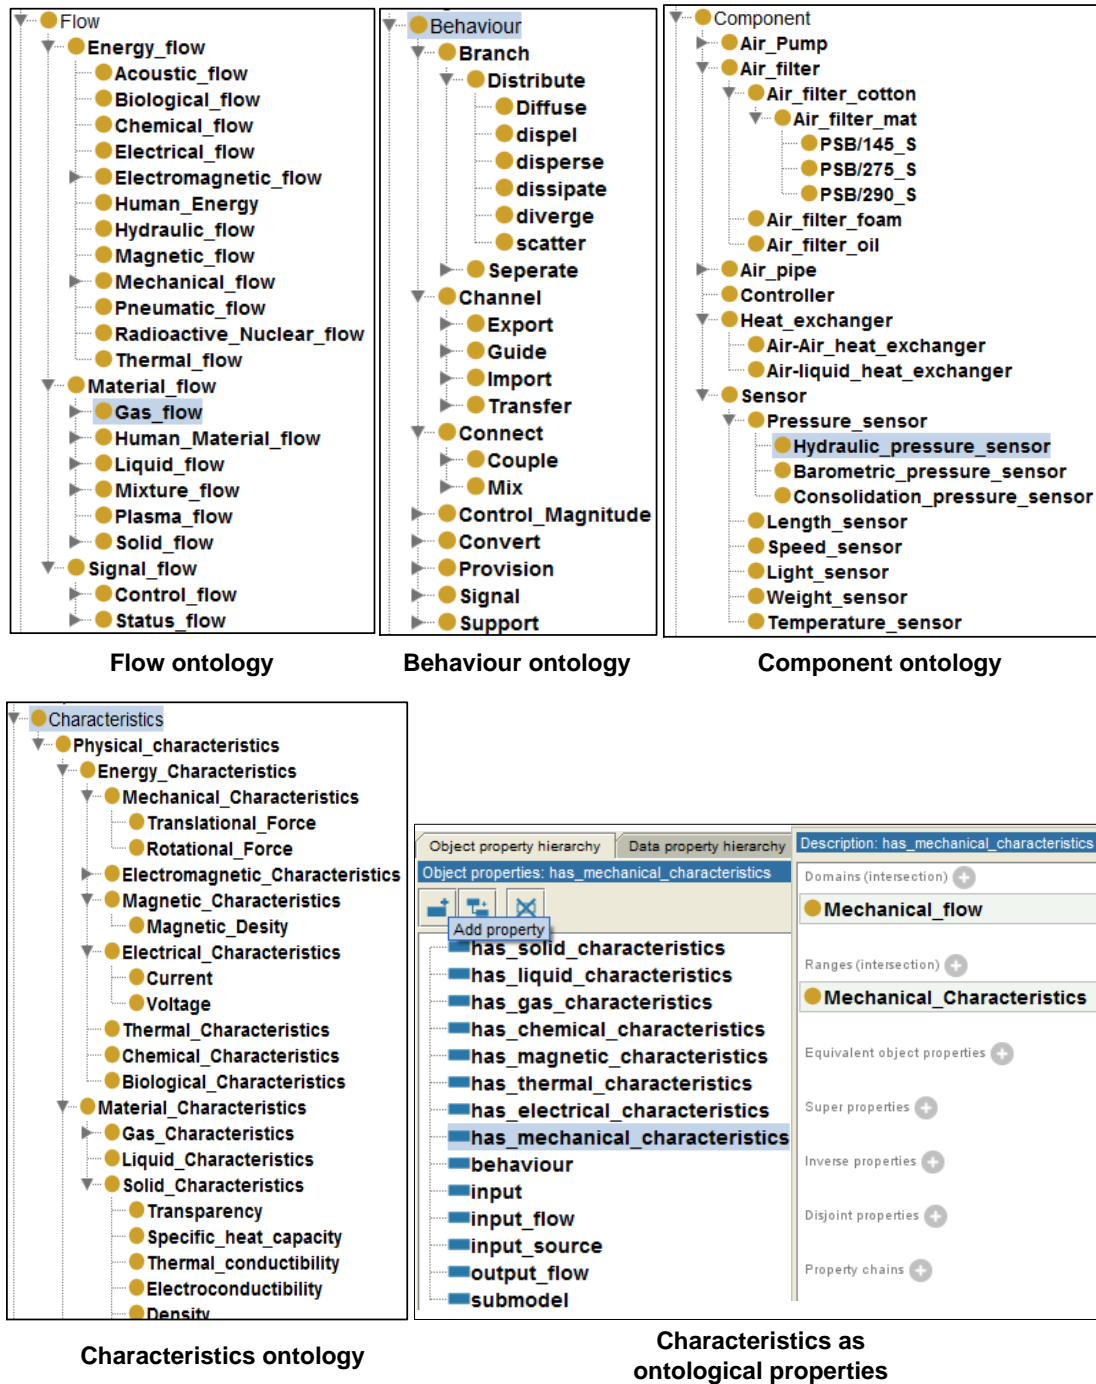 Flow
Energy_flow
Acoustic_flow
Biological_flow
Chemical_flow
Electrical_flow
Electromagnetic_flow
Human_Energy
Hydraulic_flow
Magnetic_flow
Mechanical_flow
Pneumatic_flow
Radioactive_Nuclear_flow
Thermal_flow
Material_flow
Gas_flow
Human_Material_flow
Liquid_flow
Mixture_flow
Plasma_flow
Solid_flow
Signal_flow
Control_flow
Status_flow
Flow ontology
Behaviour
Branch
Distribute
Diffuse
dispel
disperse
dissipate
diverge
scatter
Seperate
Channel
Export
Guide
Import
Transfer
Connect
Couple
Mix
Control_Magnitude
Convert
Provision
Signal
Support
Behaviour ontology
Component
Air_Pump
Air_filter
Air_filter_cotton
Air_filter_mat
PSB/145_S
PSB/275_S
PSB/290_S
Air_filter_foam
Air_filter_oil
Air_pipe
Controller
Heat_exchanger
Air-Air_heat_exchanger
Air-liquid_heat_exchanger
Sensor
Pressure_sensor
Hydraulic_pressure_sensor
Barometric_pressure_sensor
Consolidation_pressure_sensor
Length_sensor
Speed_sensor
Light_sensor
Weight_sensor
Temperature_sensor
Component ontology
Characteristics
Physical_characteristics
Energy_Characteristics
Mechanical_Characteristics
Translational_Force
Rotational_Force
Electromagnetic_Characteristics
Magnetic_Characteristics
Magnetic_Desity
Electrical_Characteristics
Current
Voltage
Thermal_Characteristics
Chemical_Characteristics
Biological_Characteristics
Material_Characteristics
Gas_Characteristics
Liquid_Characteristics
Solid_Characteristics
Transparency
Specific_heat_capacity
Thermal_conductibility
Electroconductibility
Density
Characteristics ontology
Object property hierarchy
Data property hierarchy
Object properties: has_mechanical_characteristics
Add property
has_solid_characteristics
has_liquid_characteristics
has_gas_characteristics
has_chemical_characteristics
has_magnetic_characteristics
has_thermal_characteristics
has_electrical_characteristics
has_mechanical_characteristics
behaviour
input
input_flow
input_source
output_flow
submodel
Description: has_mechanical_characteristics
Domains (intersection)
Mechanical_flow
Ranges (intersection)
Mechanical_Characteristics
Equivalent object properties
Super properties
Inverse properties
Disjoint properties
Property chains
Characteristics as
ontological properties